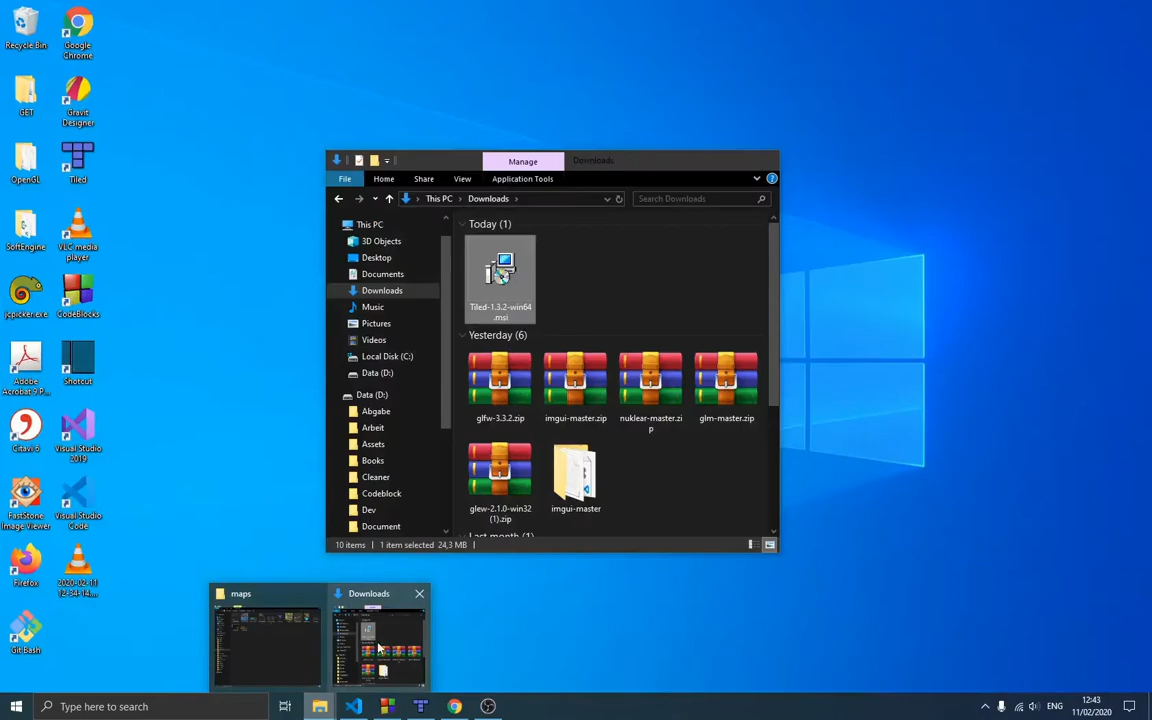 Recycle Bin
Google
Chrome
GET
Gravit
Designer
OpenGL
Tiled
SoftEngine
VLC media
player
jcpicker.exe
CodeBlocks
Adobe
Acrobat 9 P...
Shotcut
Citavi 6
Visual Studio
2019
FastStone
Image Viewer
Visual Studio
Code
Firefox
2020-02-11
12-34-14....
Git Bash
Manage
Downloads
File
Home
Share
View
Application Tools
This PC
Downloads
Search Downloads
This PC
3D Objects
Desktop
Documents
Downloads
Music
Pictures
Videos
Local Disk (C:)
Data (D:)
Data (D:)
Abgabe
Arbeit
Assets
Books
Cleaner
Codeblock
Dev
Document
Today (1)
Tiled-1.3.2-win64
.msi
Yesterday (6)
glfw-3.3.2.zip
imgui-master.zip
nuklear-master.zi
p
glm-master.zip
glew-2.1.0-win32
(1).zip
imgui-master
Last month (1)
10 items
1 item selected 24,3 MB
maps
Downloads
Type here to search
ENG
12:43
11/02/2020